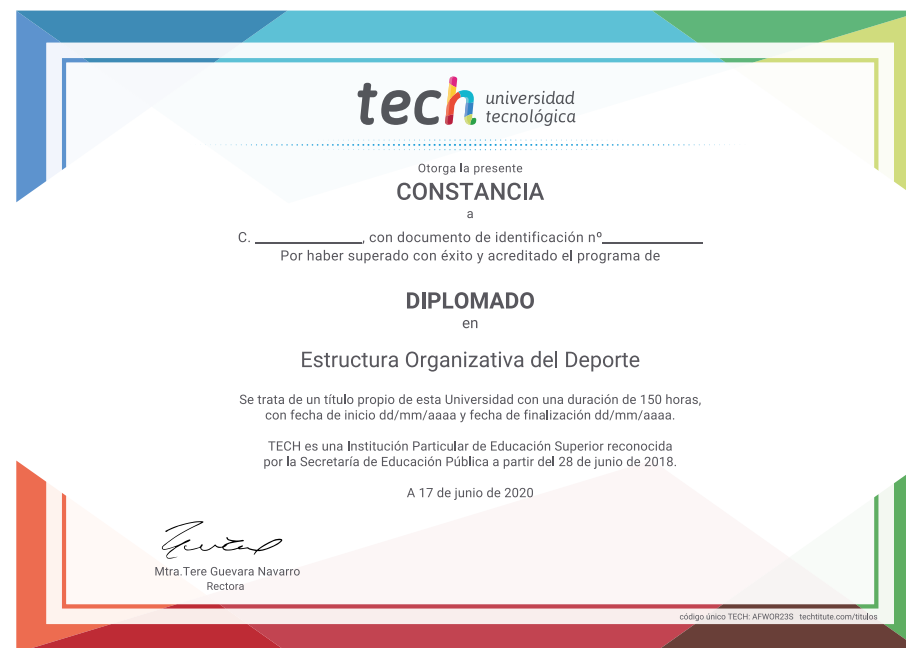 tech universidad
tecnológica
Otorga la presente
CONSTANCIA
a
C. ____________, con documento de identificación nº____________
Por haber superado con éxito y acreditado el programa de
DIPLOMADO
en
Estructura Organizativa del Deporte
Se trata de un título propio de esta Universidad con una duración de 150 horas,
con fecha de inicio dd/mm/aaaa y fecha de finalización dd/mm/aaaa.
TECH es una Institución Particular de Educación Superior reconocida
por la Secretaría de Educación Pública a partir del 28 de junio de 2018.
A 17 de junio de 2020
Mtra.Tere Guevara Navarro
Rectora
código único TECH: AFWOR23S techtitute.com/titulos